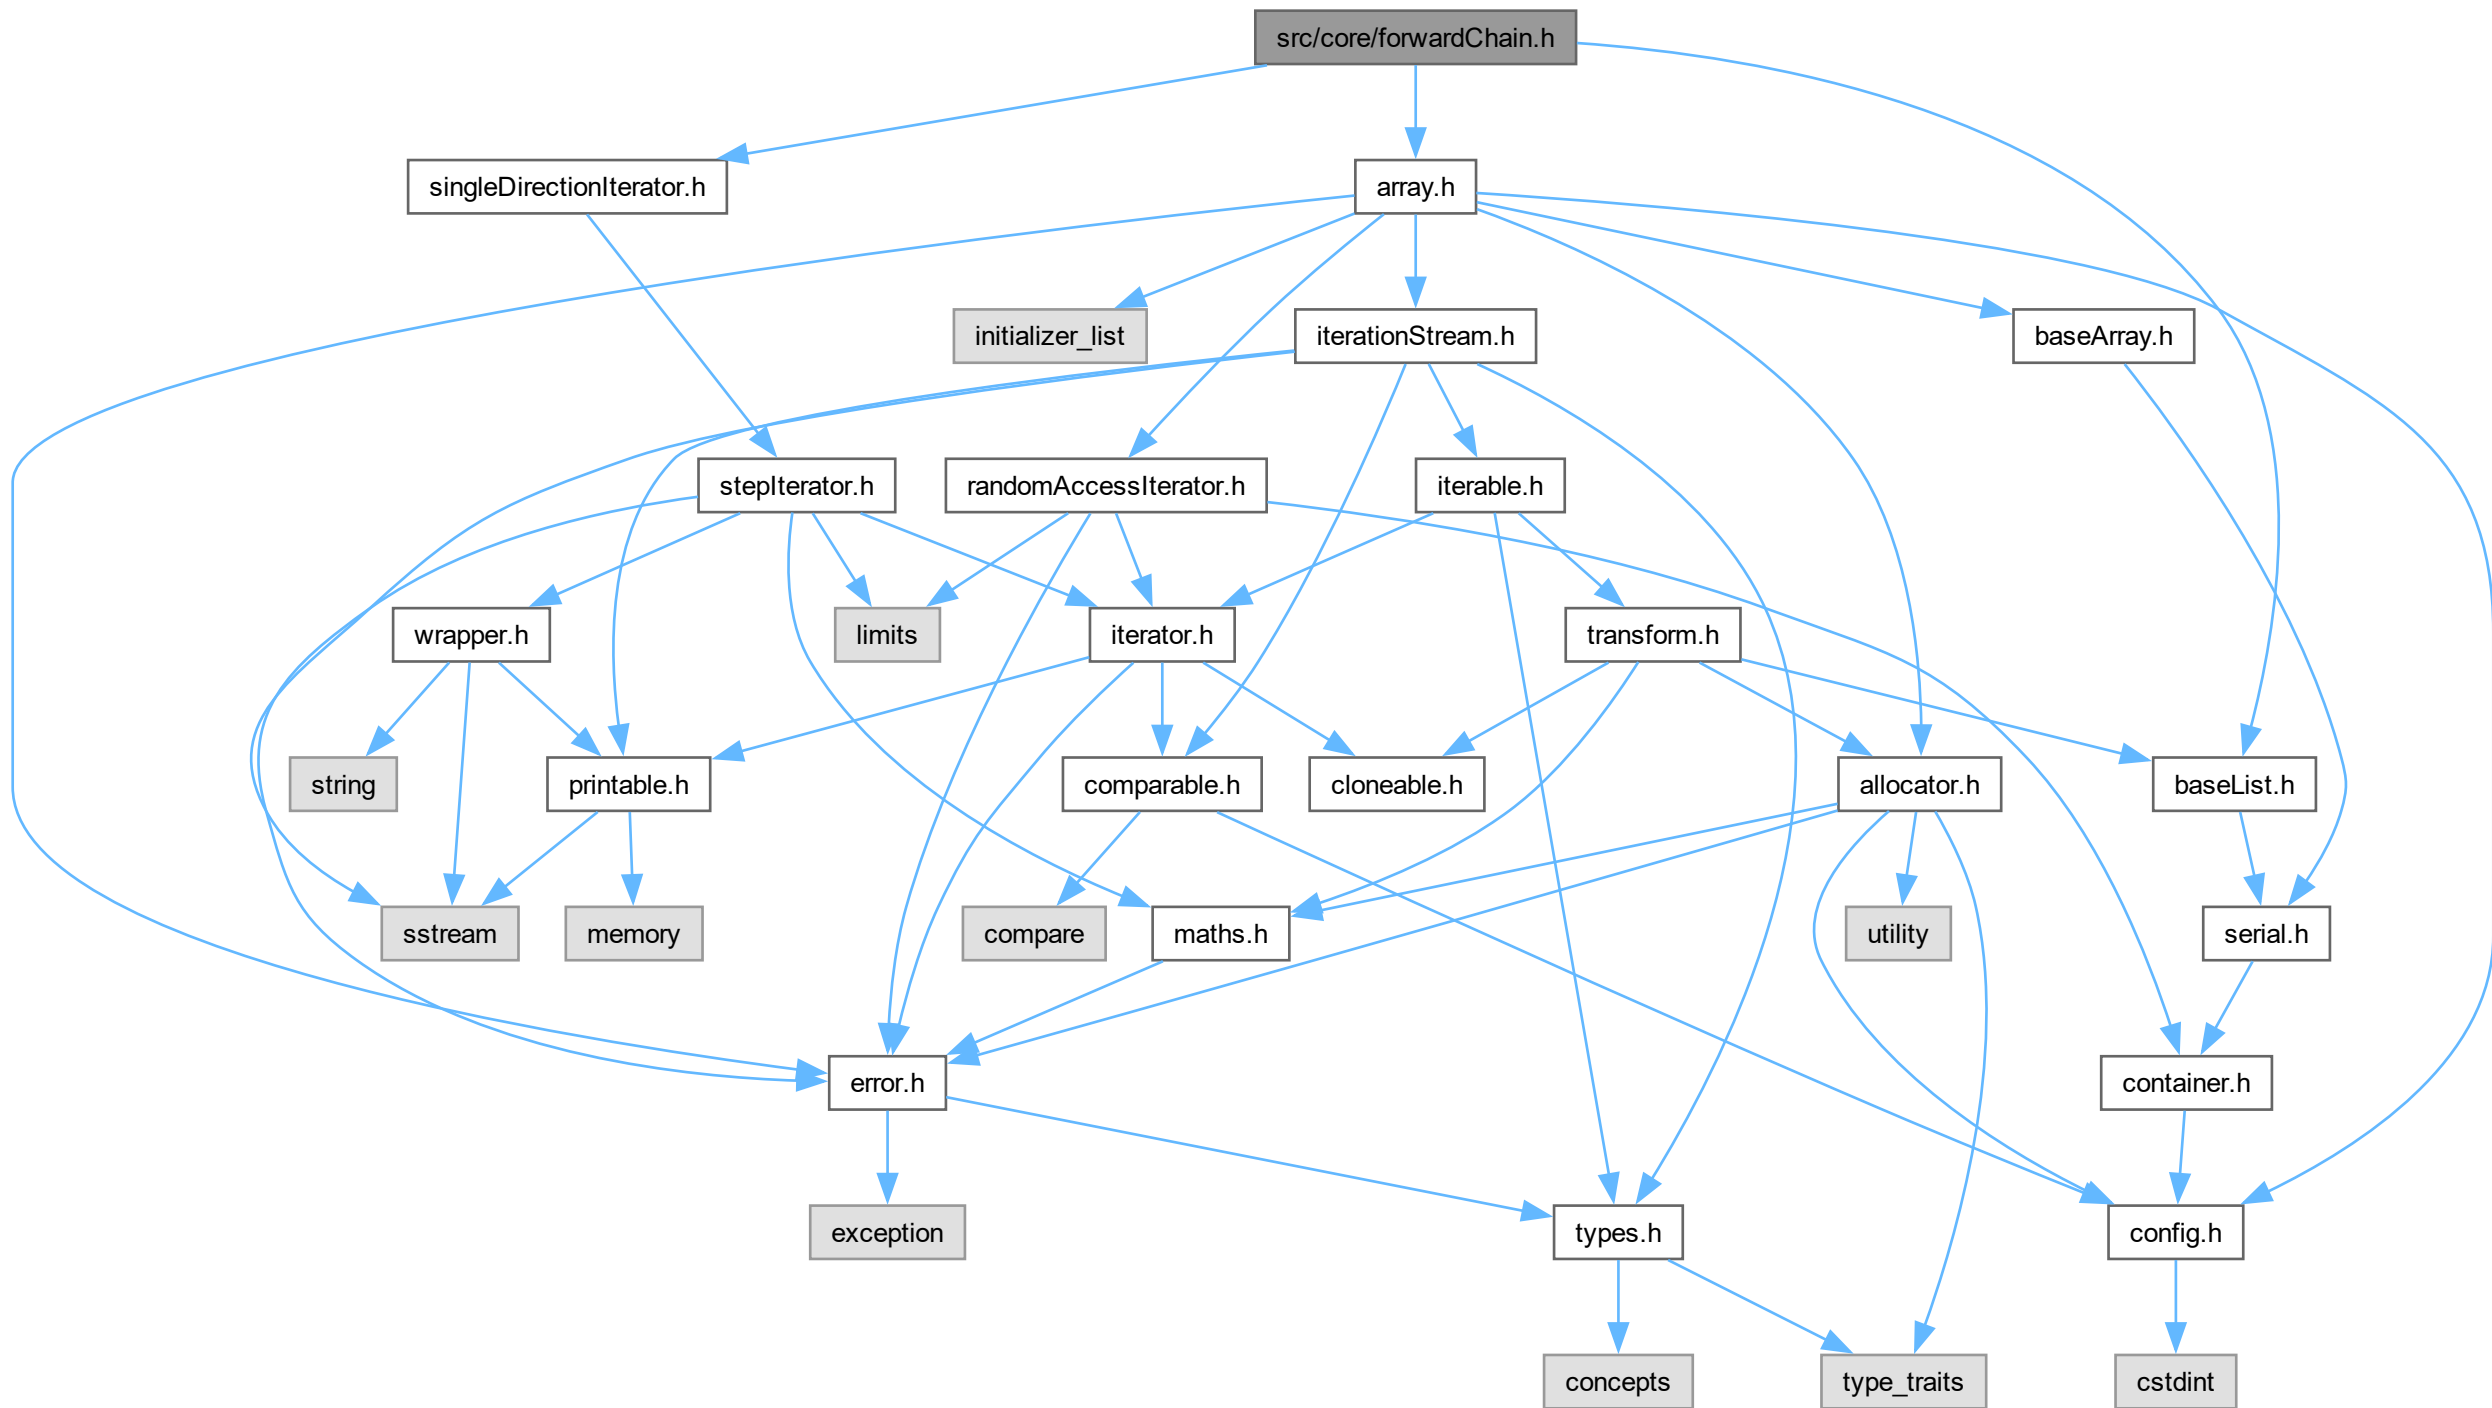 src/core/forwardChain.h
singleDirectionIterator.h
array.h
initializer_list
iterationStream.h
baseArray.h
stepIterator.h
randomAccessIterator.h
iterable.h
wrapper.h
limits
iterator.h
transform.h
string
printable.h
comparable.h
cloneable.h
allocator.h
baseList.h
sstream
memory
compare
maths.h
utility
serial.h
error.h
container.h
exception
types.h
config.h
concepts
type_traits
cstdint